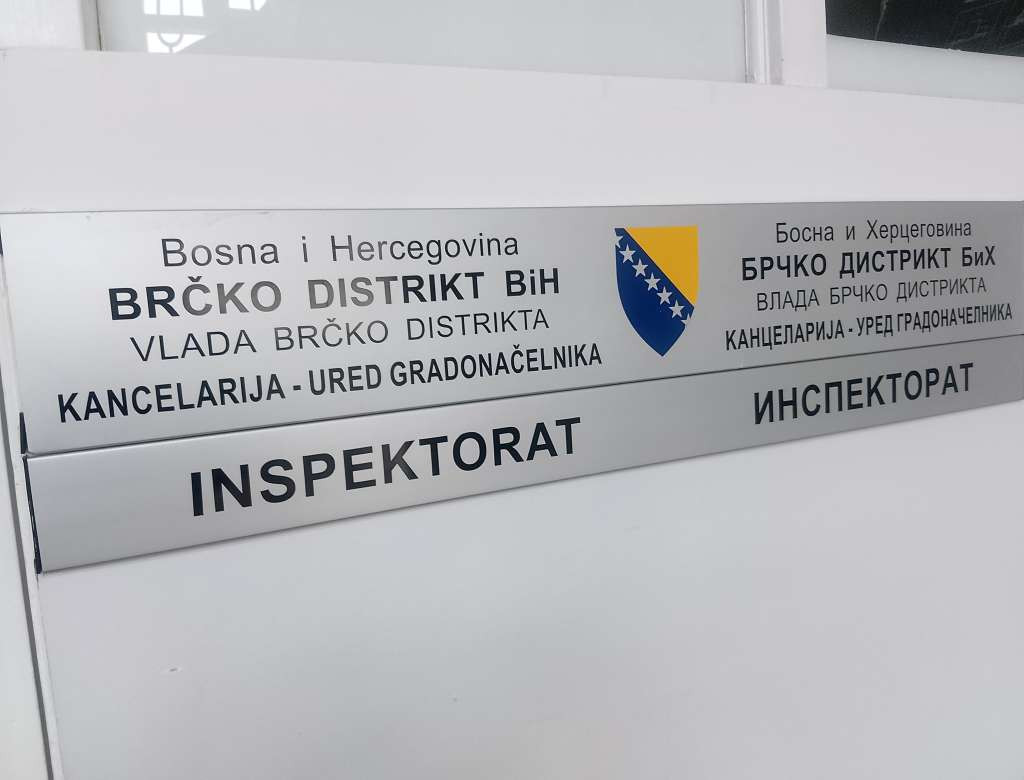 Bosna i Hercegovina
BRČKO DISTRIKT BiH
VLADA BRČKO DISTRIKTA
KANCELARIJA - URED GRADONAČELNIKA
INSPEKTORAT
Босна и Херцеговина
БРЧКО ДИСТРИКТ БиХ
ВЛАДА БРЧКО ДИСТРИКТА
КАНЦЕЛАРИЈА - УРЕД ГРАДОНАЧЕЛНИКА
ИНСПЕКТОРАТ